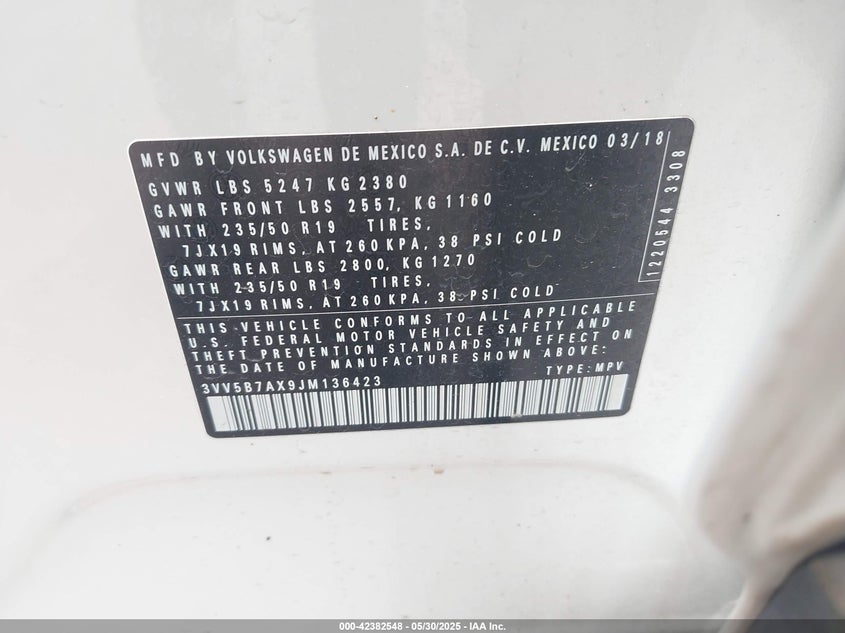 MFD BY VOLKSWAGEN DE MEXICO S.A. DE C.V. MEXICO 03/18
GVWR LBS 5247 KG 2380
GAWR FRONT LBS 2557, KG 1160
WITH 235/50 R19 TIRES,
7JX19 RIMS, AT 260 KPA, 38 PSI COLD
GAWR REAR LBS 2800, KG 1270
WITH 235/50 R19 TIRES,
7JX19 RIMS, AT 260 KPA, 38 PSI COLD
1220544 3308
THIS VEHICLE CONFORMS TO ALL APPLICABLE
U.S. FEDERAL MOTOR VEHICLE SAFETY AND
THEFT PREVENTION STANDARDS IN EFFECT ON
THE DATE OF MANUFACTURE SHOWN ABOVE:
3VV5B7AX9JM136423 TYPE: MPV
000-42382548 - 05/30/2025 - IAA Inc.